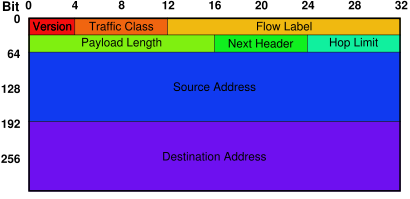 Bit 0 4 8 12 16 20 24 28 32
0 Version Traffic Class Flow Label
Payload Length Next Header Hop Limit
64
128 Source Address
192
256 Destination Address